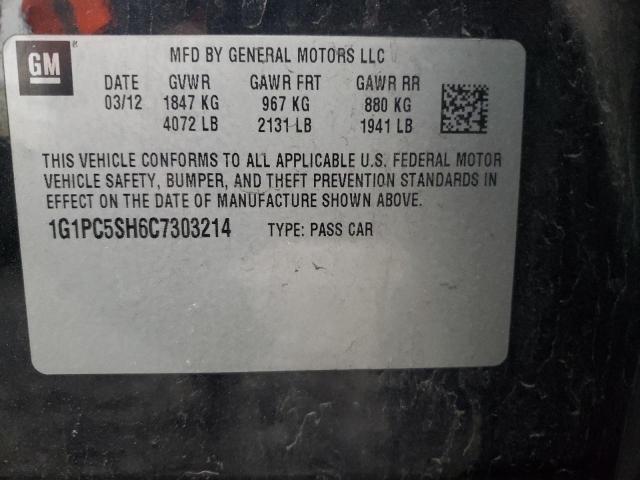 GM
MFD BY GENERAL MOTORS LLC
DATE GVWR GAWR FRT GAWR RR
03/12 1847 KG 967 KG 880 KG
4072 LB 2131 LB 1941 LB
THIS VEHICLE CONFORMS TO ALL APPLICABLE U.S. FEDERAL MOTOR
VEHICLE SAFETY, BUMPER, AND THEFT PREVENTION STANDARDS IN
EFFECT ON THE DATE OF MANUFACTURE SHOWN ABOVE.
1G1PC5SH6C7303214 TYPE: PASS CAR